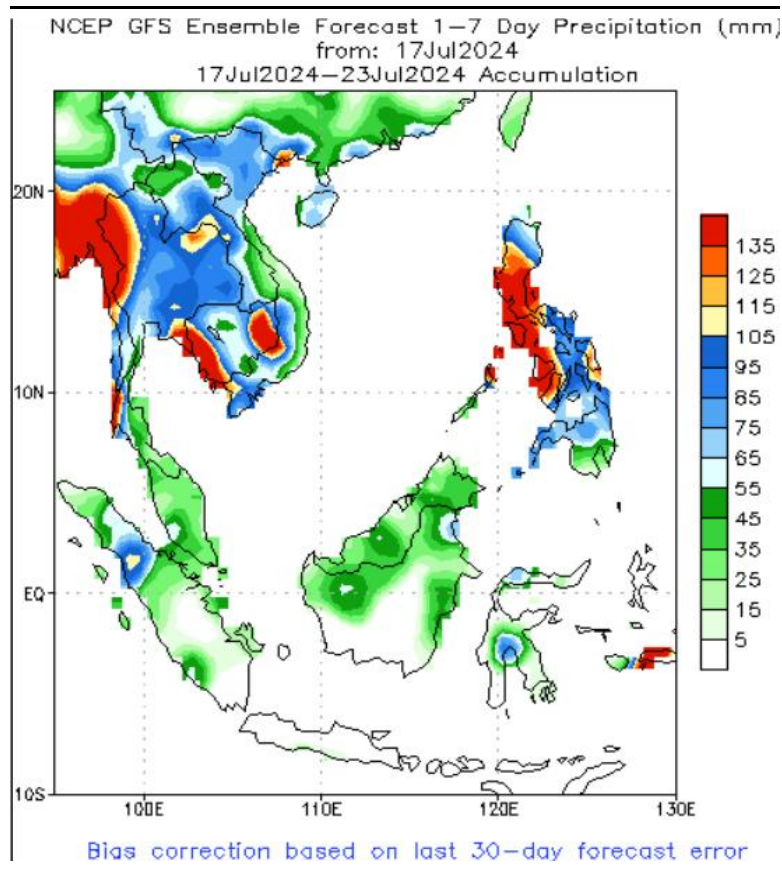 NCEP GFS Ensemble Forecast 1–7 Day Precipitation (mm)
from: 17Jul2024
17Jul2024–23Jul2024 Accumulation
20N
10N
EQ
10S
100E
110E
120E
130E
135
125
115
105
95
85
75
65
55
45
35
25
15
5
Bias correction based on last 30–day forecast error